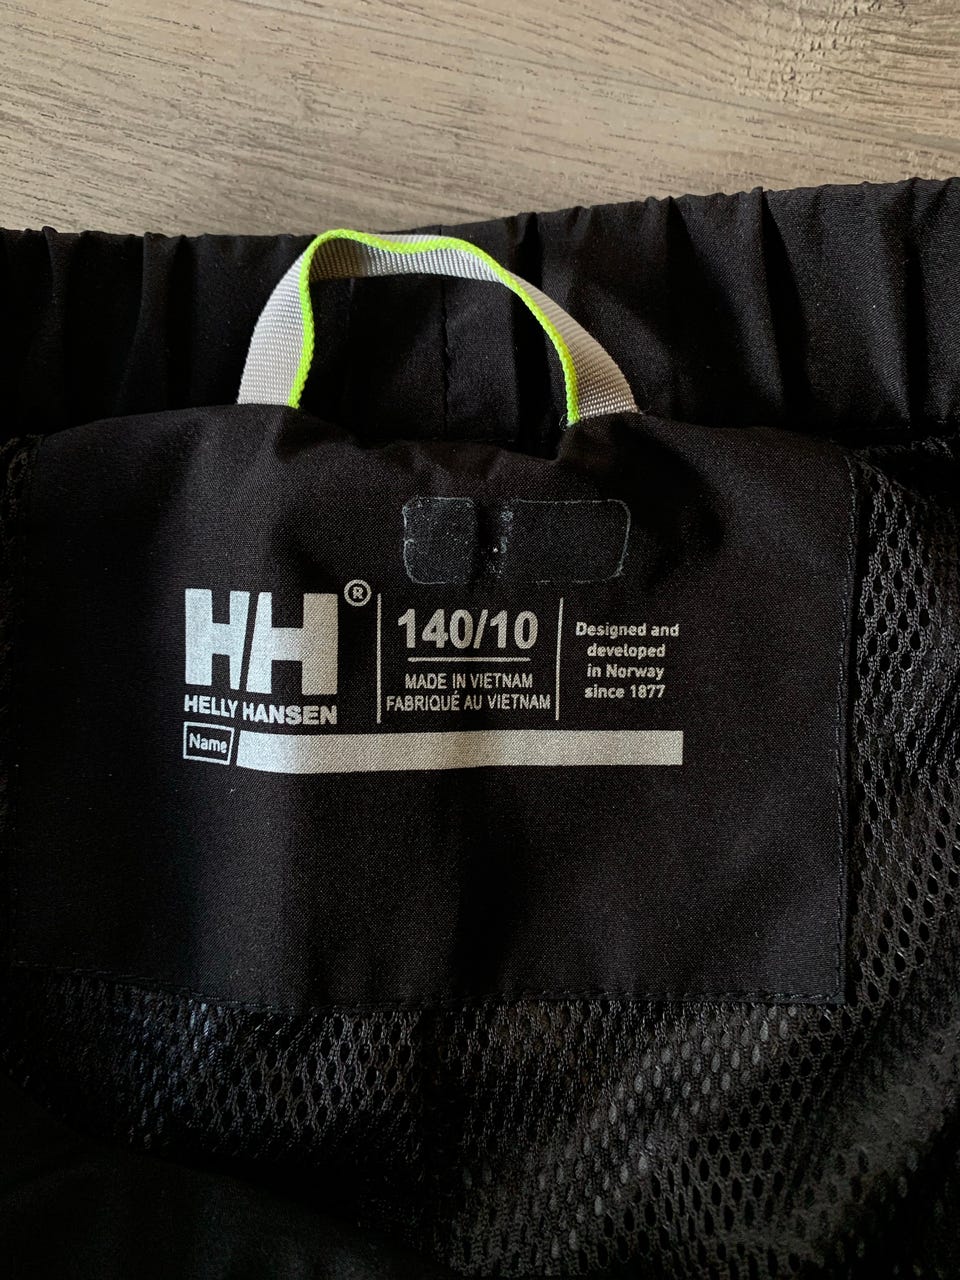 HH®
HELLY HANSEN
140/10
MADE IN VIETNAM
FABRIQUÉ AU VIETNAM
Designed and
developed
in Norway
since 1877
Name